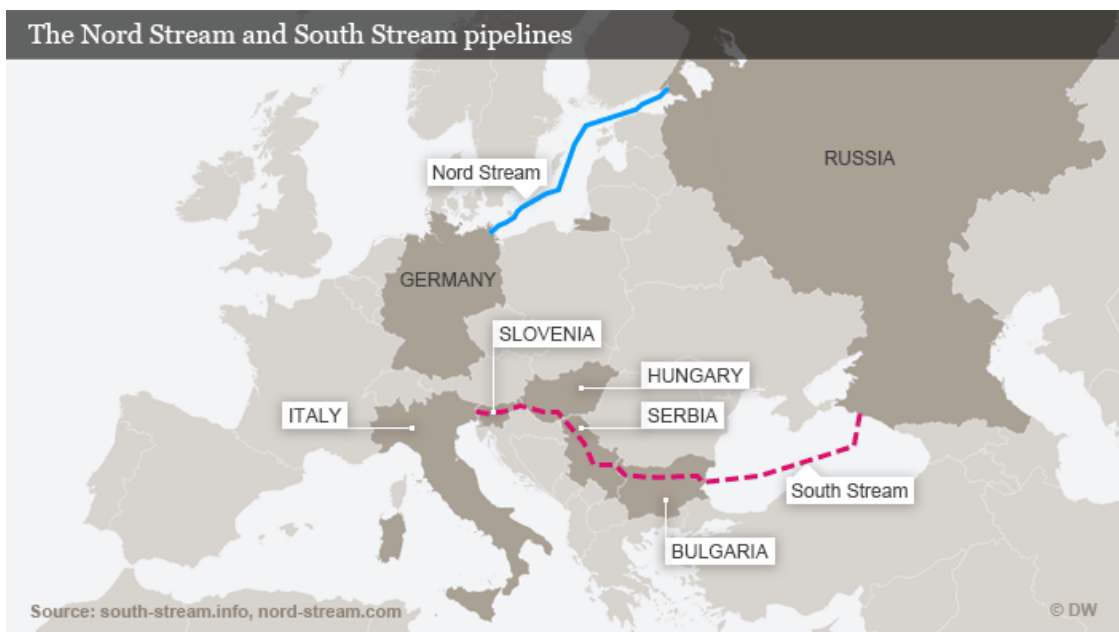 The Nord Stream and South Stream pipelines
RUSSIA
Nord Stream
GERMANY
SLOVENIA
HUNGARY
ITALY
SERBIA
South Stream
BULGARIA
Source: south-stream.info, nord-stream.com
© DW